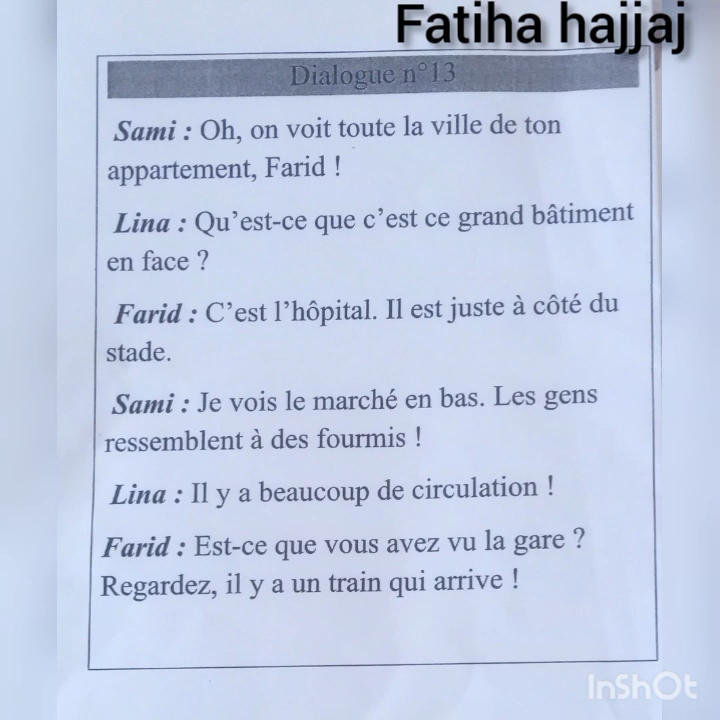 Fatiha hajjaj
Dialogue n°13
Sami : Oh, on voit toute la ville de ton
appartement, Farid !
Lina : Qu'est-ce que c'est ce grand bâtiment
en face ?
Farid : C'est l'hôpital. Il est juste à côté du
stade.
Sami : Je vois le marché en bas. Les gens
ressemblent à des fourmis !
Lina : Il y a beaucoup de circulation !
Farid : Est-ce que vous avez vu la gare ?
Regardez, il y a un train qui arrive !
InShOt